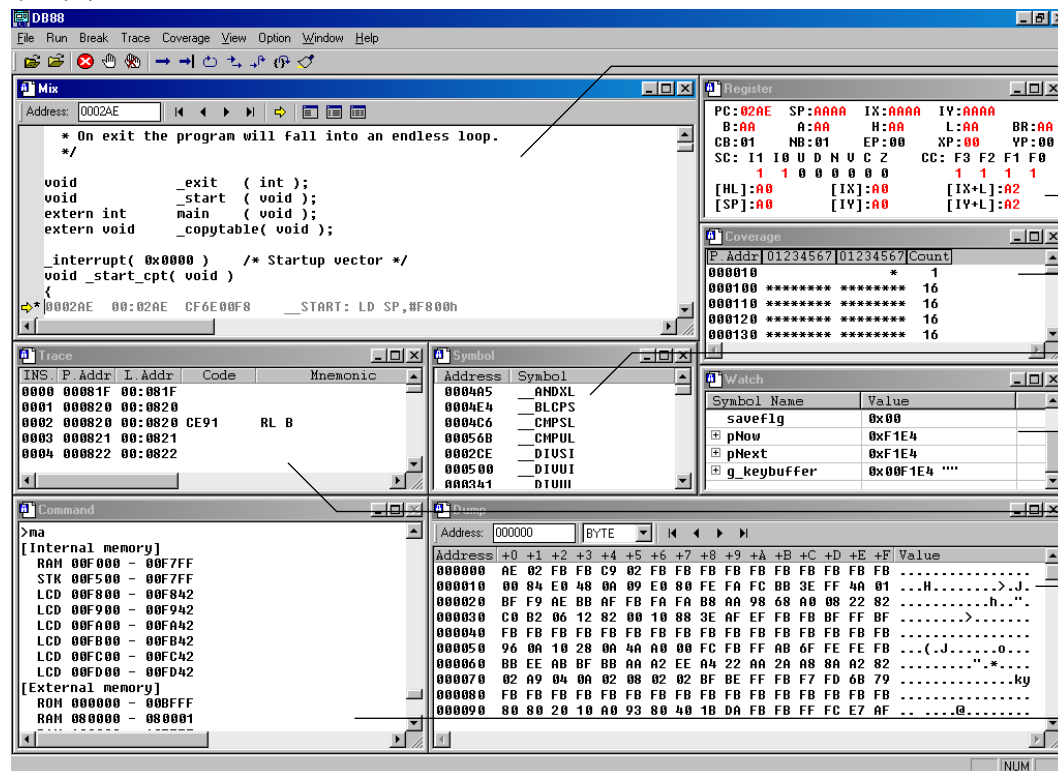 DB88
File Run Break Trace Coverage View Option Window Help
Mix
Address: 0002AE
* On exit the program will fall into an endless loop.
*/
void _exit ( int );
void _start ( void );
extern int main ( void );
extern void _copytable( void );
_interrupt( 0x0000 ) /* Startup vector */
void _start_cpt( void )
{
* 0002AE 00:02AE CF6E00F8 __START: LD SP,#F800h
Register
PC:02AE SP:AAAA IX:AAAA IY:AAAA
B:AA A:AA H:AA L:AA BR:AA
CB:01 NB:01 EP:00 XP:00 YP:00
SC: I1 I0 U D N V C Z CC: F3 F2 F1 F0
1 1 0 0 0 0 0 0 1 1 1 1
[HL]:A0 [IX]:A0 [IX+L]:A2
[SP]:A0 [IY]:A0 [IY+L]:A2
Coverage
P.Addr 01234567 01234567 Count
000010 * 1
000100 ******** ******** 16
000110 ******** ******** 16
000120 ******** ******** 16
000130 ******** ******** 16
Trace
INS. P.Addr L.Addr Code Mnemonic
0000 00081F 00:081F
0001 000820 00:0820
0002 000820 00:0820 CE91 RL B
0003 000821 00:0821
0004 000822 00:0822
Symbol
Address Symbol
0004A5 __ANDXL
0004E4 __BLCPS
0004C6 __CMPSL
00056B __CMPUL
0002CE __DIVSI
000500 __DIVUI
000341
Watch
Symbol Name Value
saveflg 0x00
pNow 0xF1E4
pNext 0xF1E4
g_keybuffer 0x00F1E4 ""
Command
>ma
[Internal memory]
RAM 00F000 - 00F7FF
STK 00F500 - 00F7FF
LCD 00F800 - 00F842
LCD 00F900 - 00F942
LCD 00FA00 - 00FA42
LCD 00FB00 - 00FB42
LCD 00FC00 - 00FC42
LCD 00FD00 - 00FD42
[External memory]
ROM 000000 - 00BFFF
RAM 080000 - 080001
Dump
Address: 000000 BYTE
Address +0 +1 +2 +3 +4 +5 +6 +7 +8 +9 +A +B +C +D +E +F Value
000000 AE 02 FB FB C9 02 FB FB FB FB FB FB FB FB FB FB ................
000010 00 84 E0 48 0A 09 E0 80 FE FA FC BB 3E FF 4A 01 ...H........>.J.
000020 BF F9 AE BB AF FB FA FA B8 AA 98 68 A0 08 22 82 ...........h..".
000030 C0 B2 06 12 82 00 10 88 3E AF EF FB FB BF FF BF ........>.......
000040 FB FB FB FB FB FB FB FB FB FB FB FB FB FB FB FB ................
000050 96 0A 10 28 0A 4A A0 00 FC FB FF AB 6F FE FE FB ...(.J......o...
000060 BB EE AB BF BB AA A2 EE A4 22 AA 2A A8 8A A2 82 .........".*....
000070 02 A9 04 0A 02 08 02 02 BF BE FF FB F7 FD 6B 79 ..............ky
000080 FB FB FB FB FB FB FB FB FB FB FB FB FB FB FB FB ................
000090 80 80 20 10 A0 93 80 40 1B DA FB FB FF FC E7 AF .. ....@........
NUM